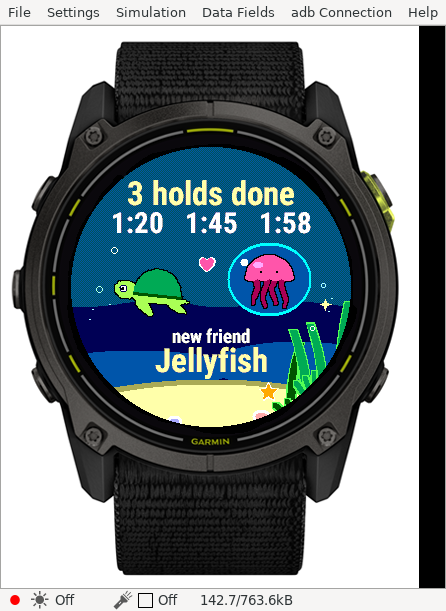 File Settings Simulation Data Fields adb Connection Help
3 holds done
1:20 1:45 1:58
new friend
Jellyfish
GARMIN
Off Off 142.7/763.6kB